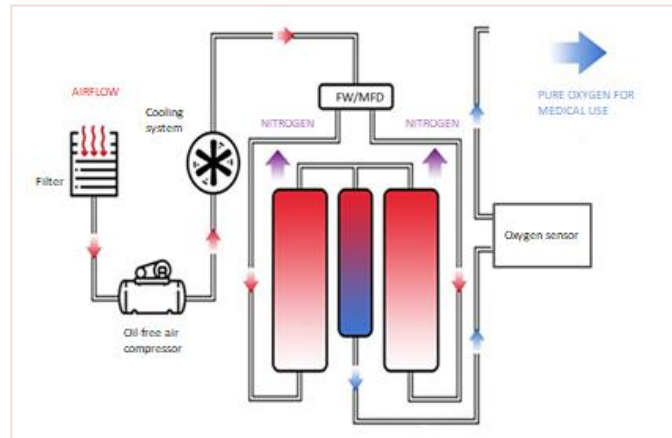 AIRFLOW
Cooling
system
FW/MFD
NITROGEN
NITROGEN
PURE OXYGEN FOR
MEDICAL USE
Filter
Oxygen sensor
Oil free air
compressor